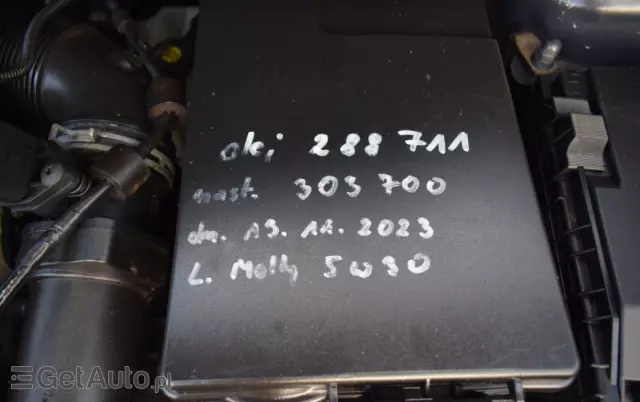 olej 288 711
nast. 303 700
dn. 13.11.2023
L. Molly 5w30
GetAuto.pl